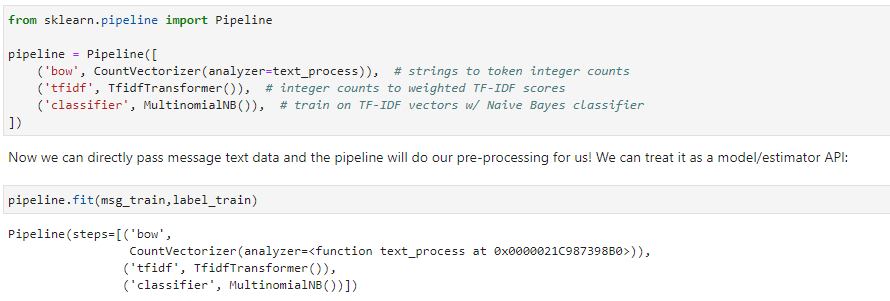 from sklearn.pipeline import Pipeline

pipeline = Pipeline([
    ('bow', CountVectorizer(analyzer=text_process)),  # strings to token integer counts
    ('tfidf', TfidfTransformer()),  # integer counts to weighted TF-IDF scores
    ('classifier', MultinomialNB()),  # train on TF-IDF vectors w/ Naive Bayes classifier
])
Now we can directly pass message text data and the pipeline will do our pre-processing for us! We can treat it as a model/estimator API:
pipeline.fit(msg_train,label_train)
Pipeline(steps=[('bow',
                 CountVectorizer(analyzer=<function text_process at 0x0000021C987398B0>)),
                ('tfidf', TfidfTransformer()),
                ('classifier', MultinomialNB())])